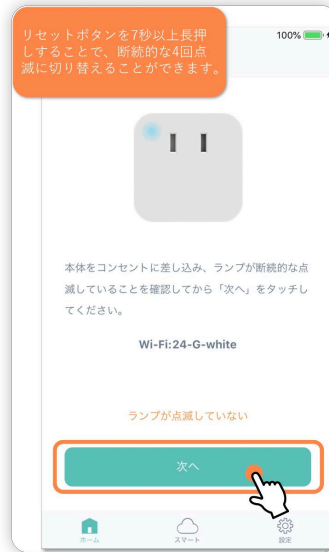 リセットボタンを7秒以上長押
しすることで、断続的な4回点
滅に切り替えることができます。
100%
本体をコンセントに差し込み、ランプが断続的な点
滅していることを確認してから「次へ」をタッチし
てください。
Wi-Fi:24-G-white
ランプが点滅していない
次へ
ホーム
スマート
設定